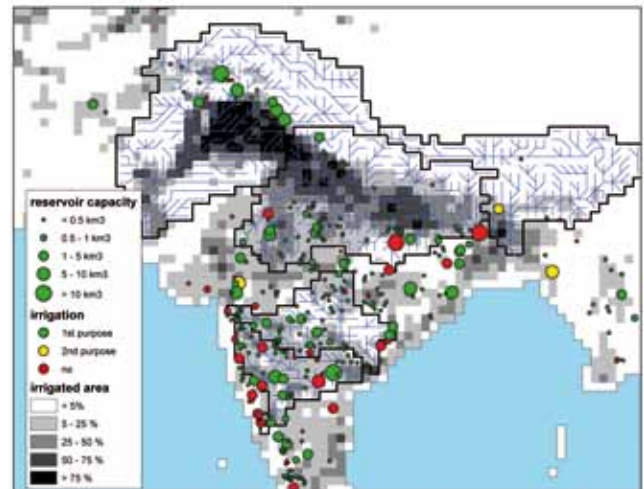 reservoir capacity
< 0.5 km3
0.5 - 1 km3
1 - 5 km3
5 - 10 km3
> 10 km3
irrigation
1st purpose
2nd purpose
no
irrigated area
< 5%
5 - 25 %
25 - 50 %
50 - 75 %
> 75 %